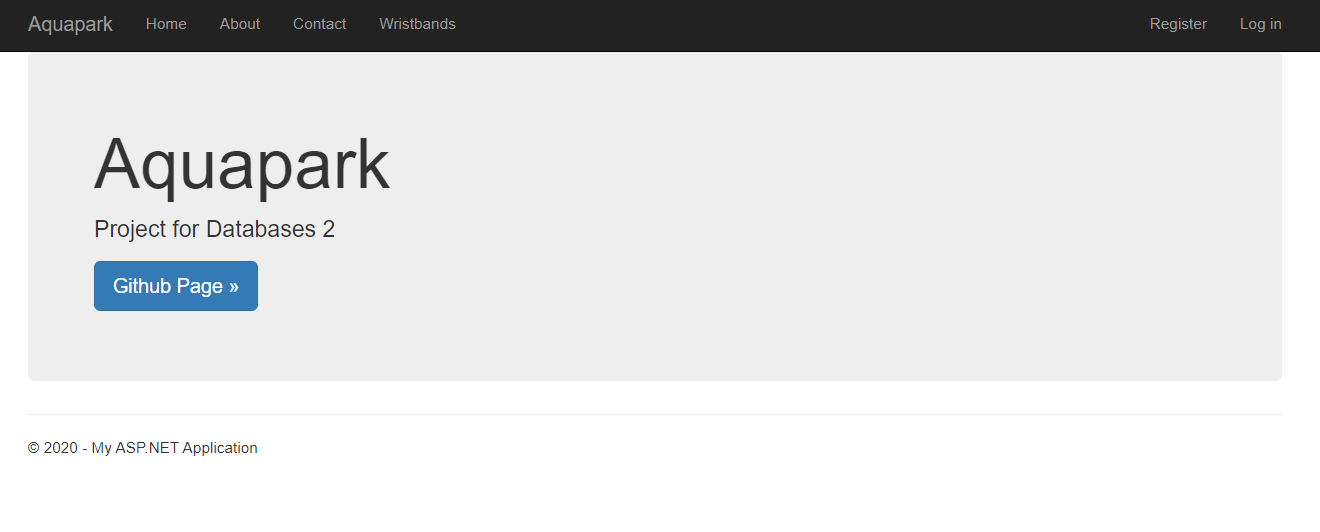 Aquapark Home About Contact Wristbands Register Log in
Aquapark
Project for Databases 2
Github Page »
© 2020 - My ASP.NET Application